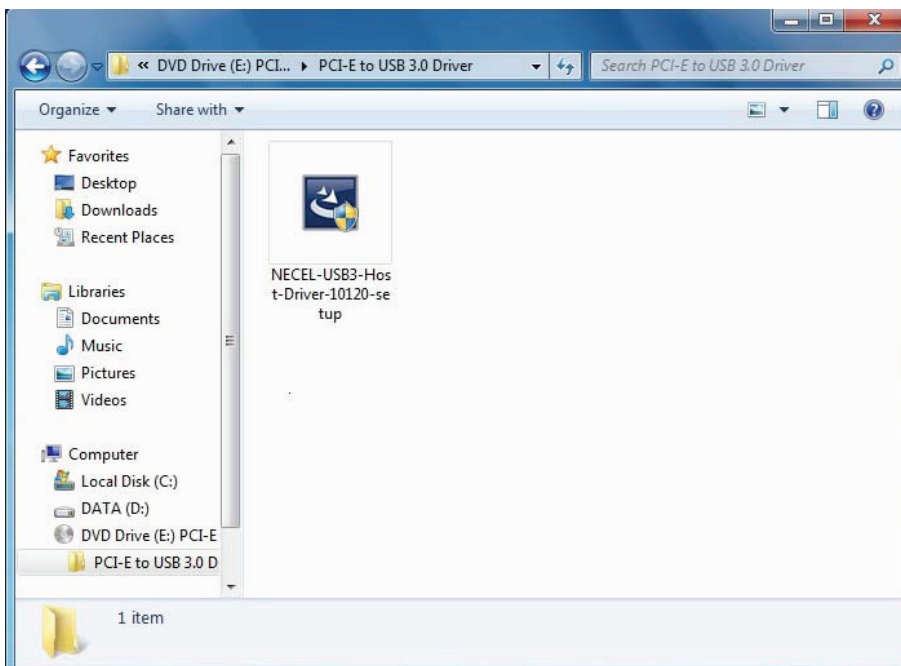 « DVD Drive (E:) PCI... ▸ PCI-E to USB 3.0 Driver
Search PCI-E to USB 3.0 Driver
Organize
Share with
Favorites
Desktop
Downloads
Recent Places
Libraries
Documents
Music
Pictures
Videos
Computer
Local Disk (C:)
DATA (D:)
DVD Drive (E:) PCI-E
PCI-E to USB 3.0 D
NECEL-USB3-Hos
t-Driver-10120-se
tup
1 item